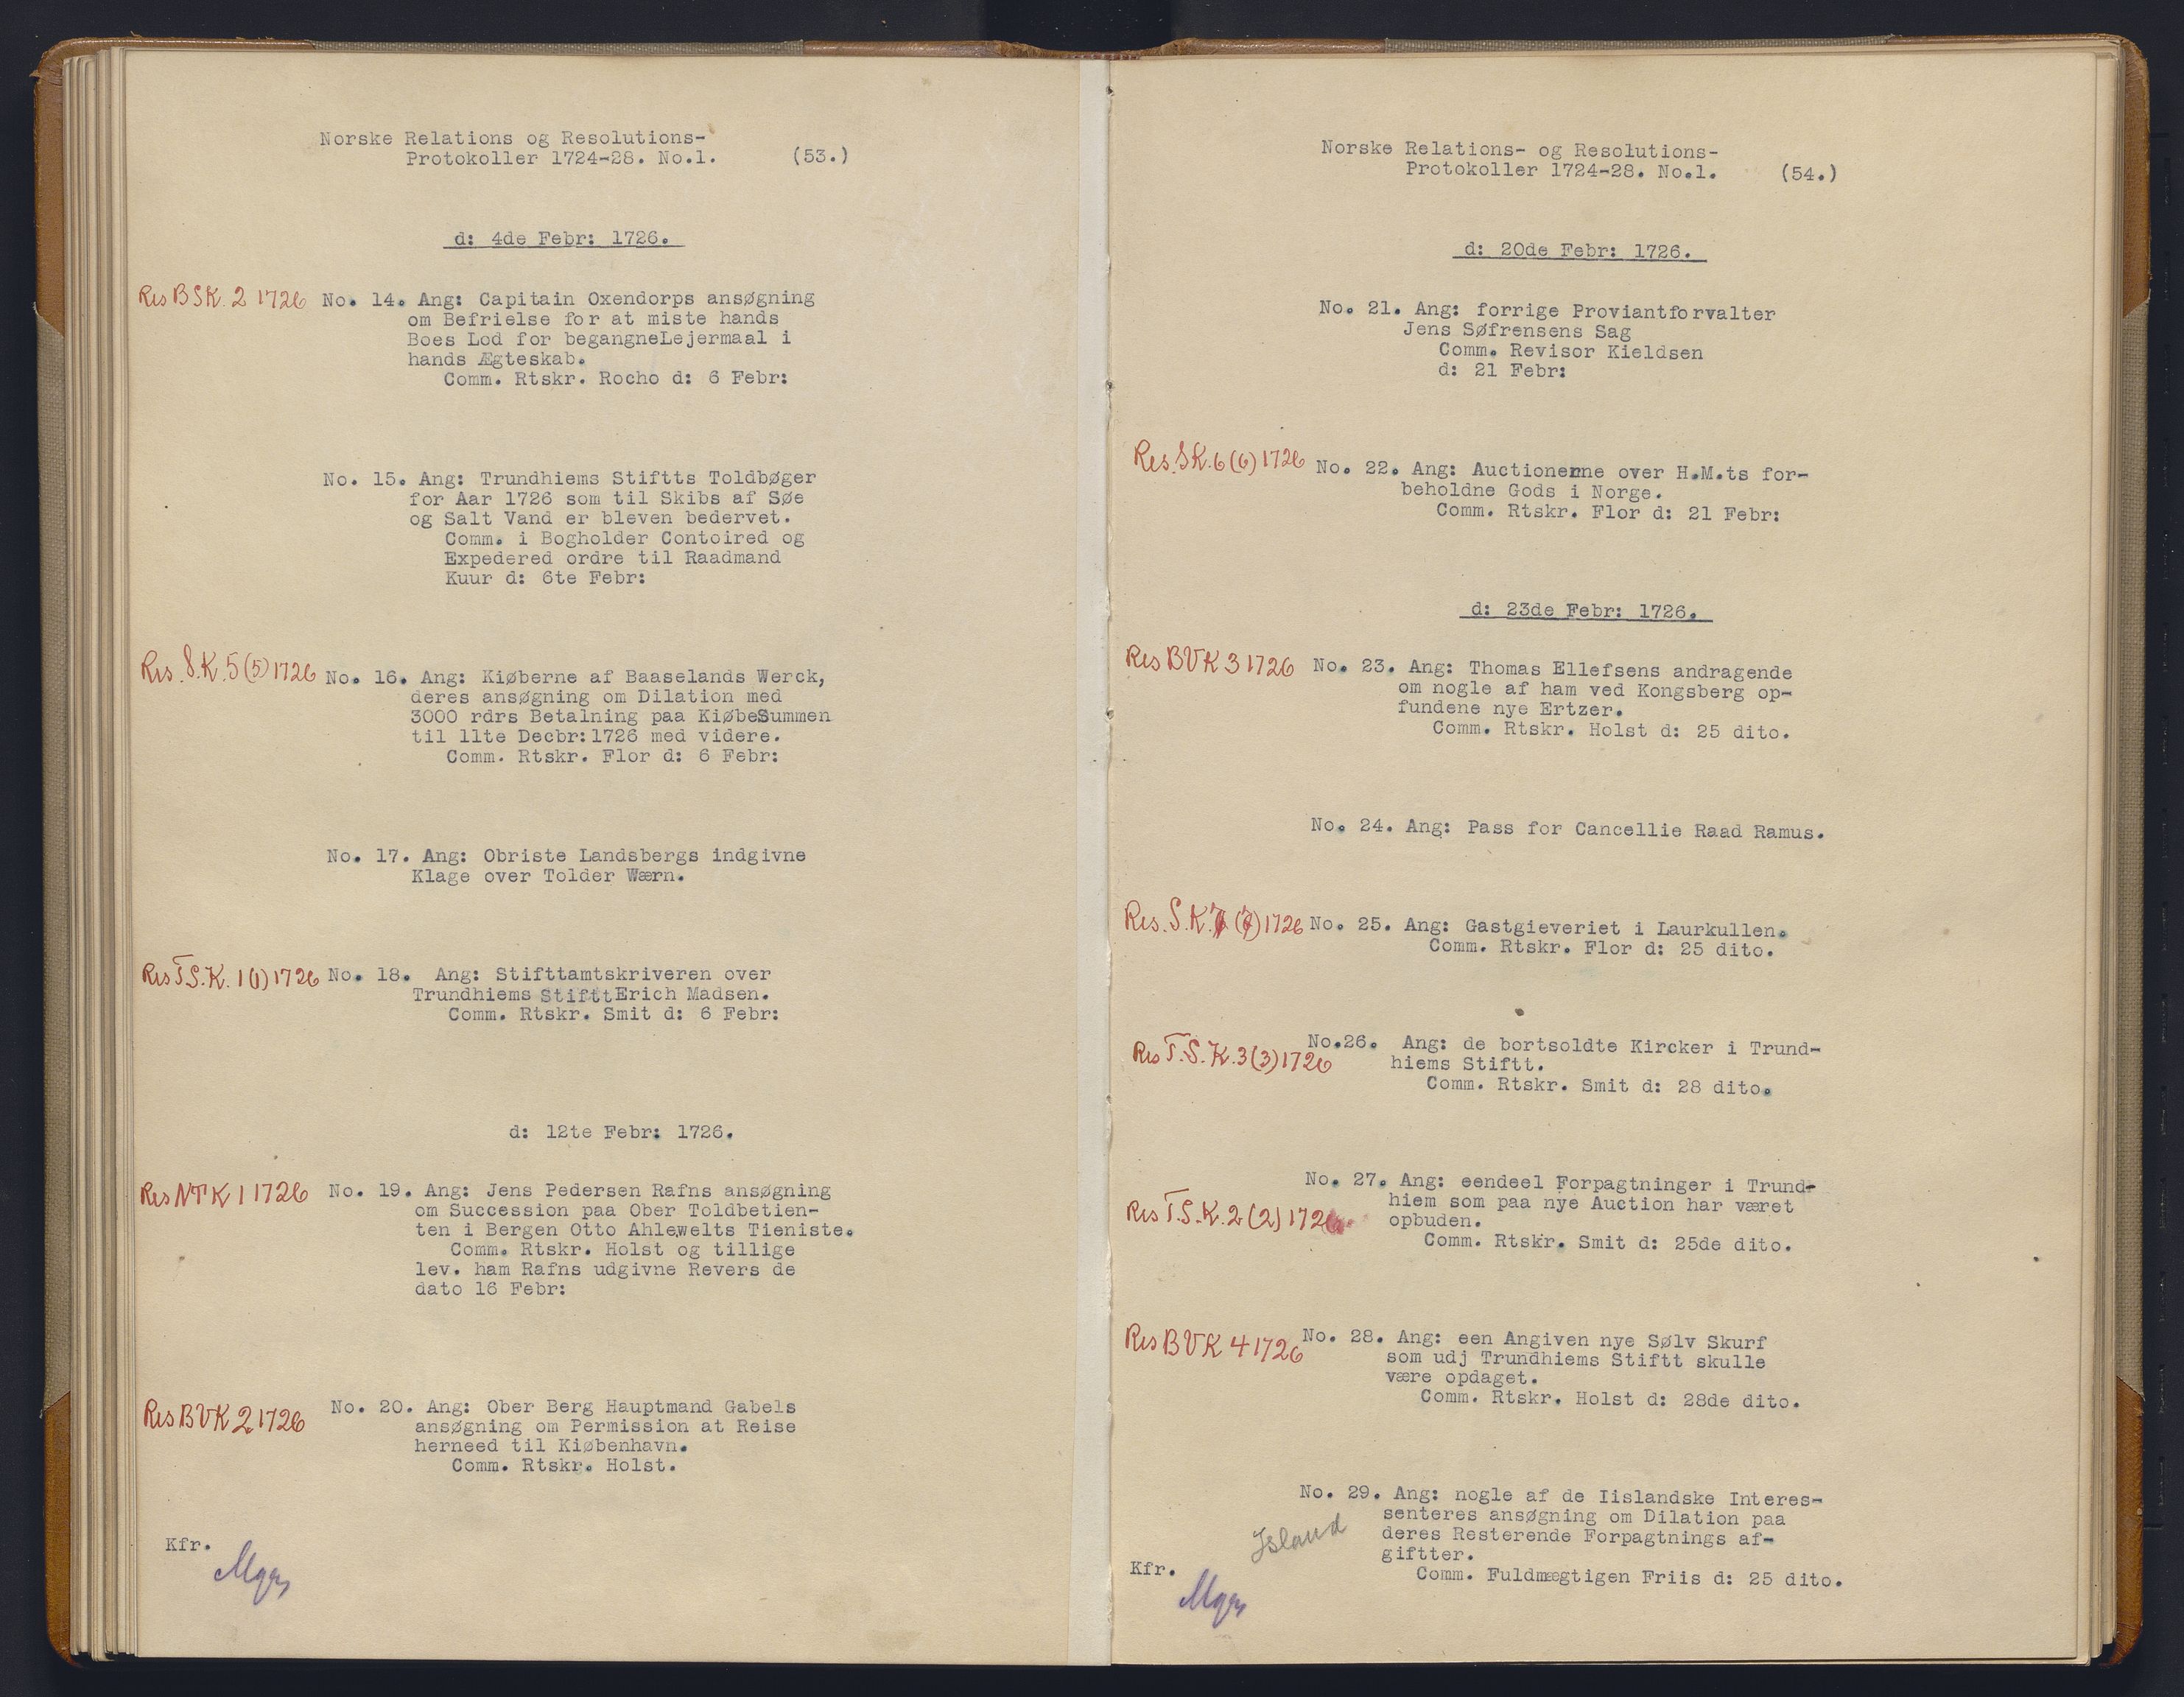 Norske Relations og Resolutions-
Protokoller 1724-28. No.1. (53.)
d: 4de Febr: 1726.
Res BSK. 2 1726 No. 14. Ang: Capitain Oxendorps ansøgning
om Befrielse for at miste hands
Boes Lod for begangneLejermaal i
hands Ægteskab.
Comm. Rtskr. Rocho d: 6 Febr:
No. 15. Ang: Trundhiems Stiftts Toldbøger
for Aar 1726 som til Skibs af Søe
og Salt Vand er bleven bedervet.
Comm. i Bogholder Contoired og
Expedered ordre til Raadmand
Kuur d: 6te Febr:
Res. S.K. 5(5) 1726 No. 16. Ang: Kiøberne af Baaselands Werck,
deres ansøgning om Dilation med
3000 rdrs Betalning paa KiøbeSummen
til 11te Decbr:1726 med videre.
Comm. Rtskr. Flor d: 6 Febr:
No. 17. Ang: Obriste Landsbergs indgivne
Klage over Tolder Wærn.
Res T.S.K. 1(1) 1726 No. 18. Ang: Stifttamtskriveren over
Trundhiems StifttErich Madsen.
Comm. Rtskr. Smit d: 6 Febr:
d: 12te Febr: 1726.
Res NTK 1 1726 No. 19. Ang: Jens Pedersen Rafns ansøgning
om Succession paa Ober Toldbetien-
ten i Bergen Otto Ahlewelts Tieniste.
Comm. Rtskr. Holst og tillige
lev. ham Rafns udgivne Revers de
dato 16 Febr:
Res BVK 2 1726 No. 20. Ang: Ober Berg Hauptmand Gabels
ansøgning om Permission at Reise
herneed til Kiøbenhavn.
Comm. Rtskr. Holst.
Kfr.
Norske Relations- og Resolutions-
Protokoller 1724-28. No.1. (54.)
d: 20de Febr: 1726.
No. 21. Ang: forrige Proviantforvalter
Jens Søfrensens Sag
Comm. Revisor Kieldsen
d: 21 Febr:
Res. S.K. 6(6) 1726 No. 22. Ang: Auctionerne over H.M.ts for-
beholdne Gods i Norge.
Comm. Rtskr. Flor d: 21 Febr:
d: 23de Febr: 1726.
Res BVK 3 1726 No. 23. Ang: Thomas Ellefsens andragende
om nogle af ham ved Kongsberg op-
fundene nye Ertzer.
Comm. Rtskr. Holst d: 25 dito.
No. 24. Ang: Pass for Cancellie Raad Ramus.
Res. S.K. 7(7) 1726 No. 25. Ang: Gastgieveriet i Laurkullen.
Comm. Rtskr. Flor d: 25 dito.
Res T.S.K. 3(3) 1726 No.26. Ang: de bortsoldte Kircker i Trund-
hiems Stiftt.
Comm. Rtskr. Smit d: 28 dito.
No. 27. Ang: eendeel Forpagtninger i Trund-
hiem som paa nye Auction har været
Res T.S.K. 2(2) 1726 opbuden.
Comm. Rtskr. Smit d: 25de dito.
Res BVK 4 1726 No. 28. Ang: een Angiven nye Sølv Skurf
som udj Trundhiems Stiftt skulle
være opdaget.
Comm. Rtskr. Holst d: 28de dito.
No. 29. Ang: nogle af de Iislandske Interes-
senteres ansøgning om Dilation paa
Island deres Resterende Forpagtnings af-
giftter.
Comm. Fuldmægtigen Friis d: 25 dito.
Kfr.